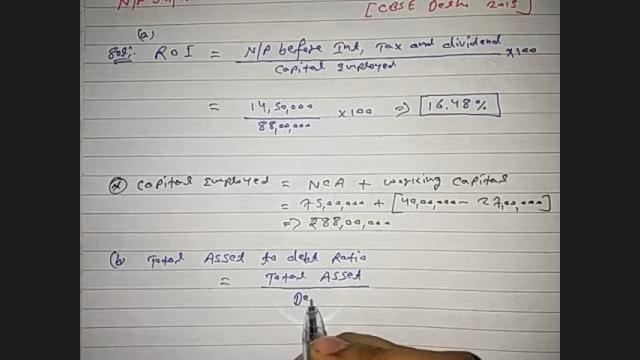 N/P
[CBSE Delhi 2015]
(a)
Sol:- ROI = N/P before Int, Tax and dividend ×100
Capital Employed
= 14,50,000 ×100 ⇒ 16.48%
88,00,000
(*) Capital Employed = NCA + Working Capital
= 75,00,000 + [40,00,000 - 27,00,000]
⇒ ₹88,00,000
(b) Total Asset to debt Ratio
= Total Asset
De